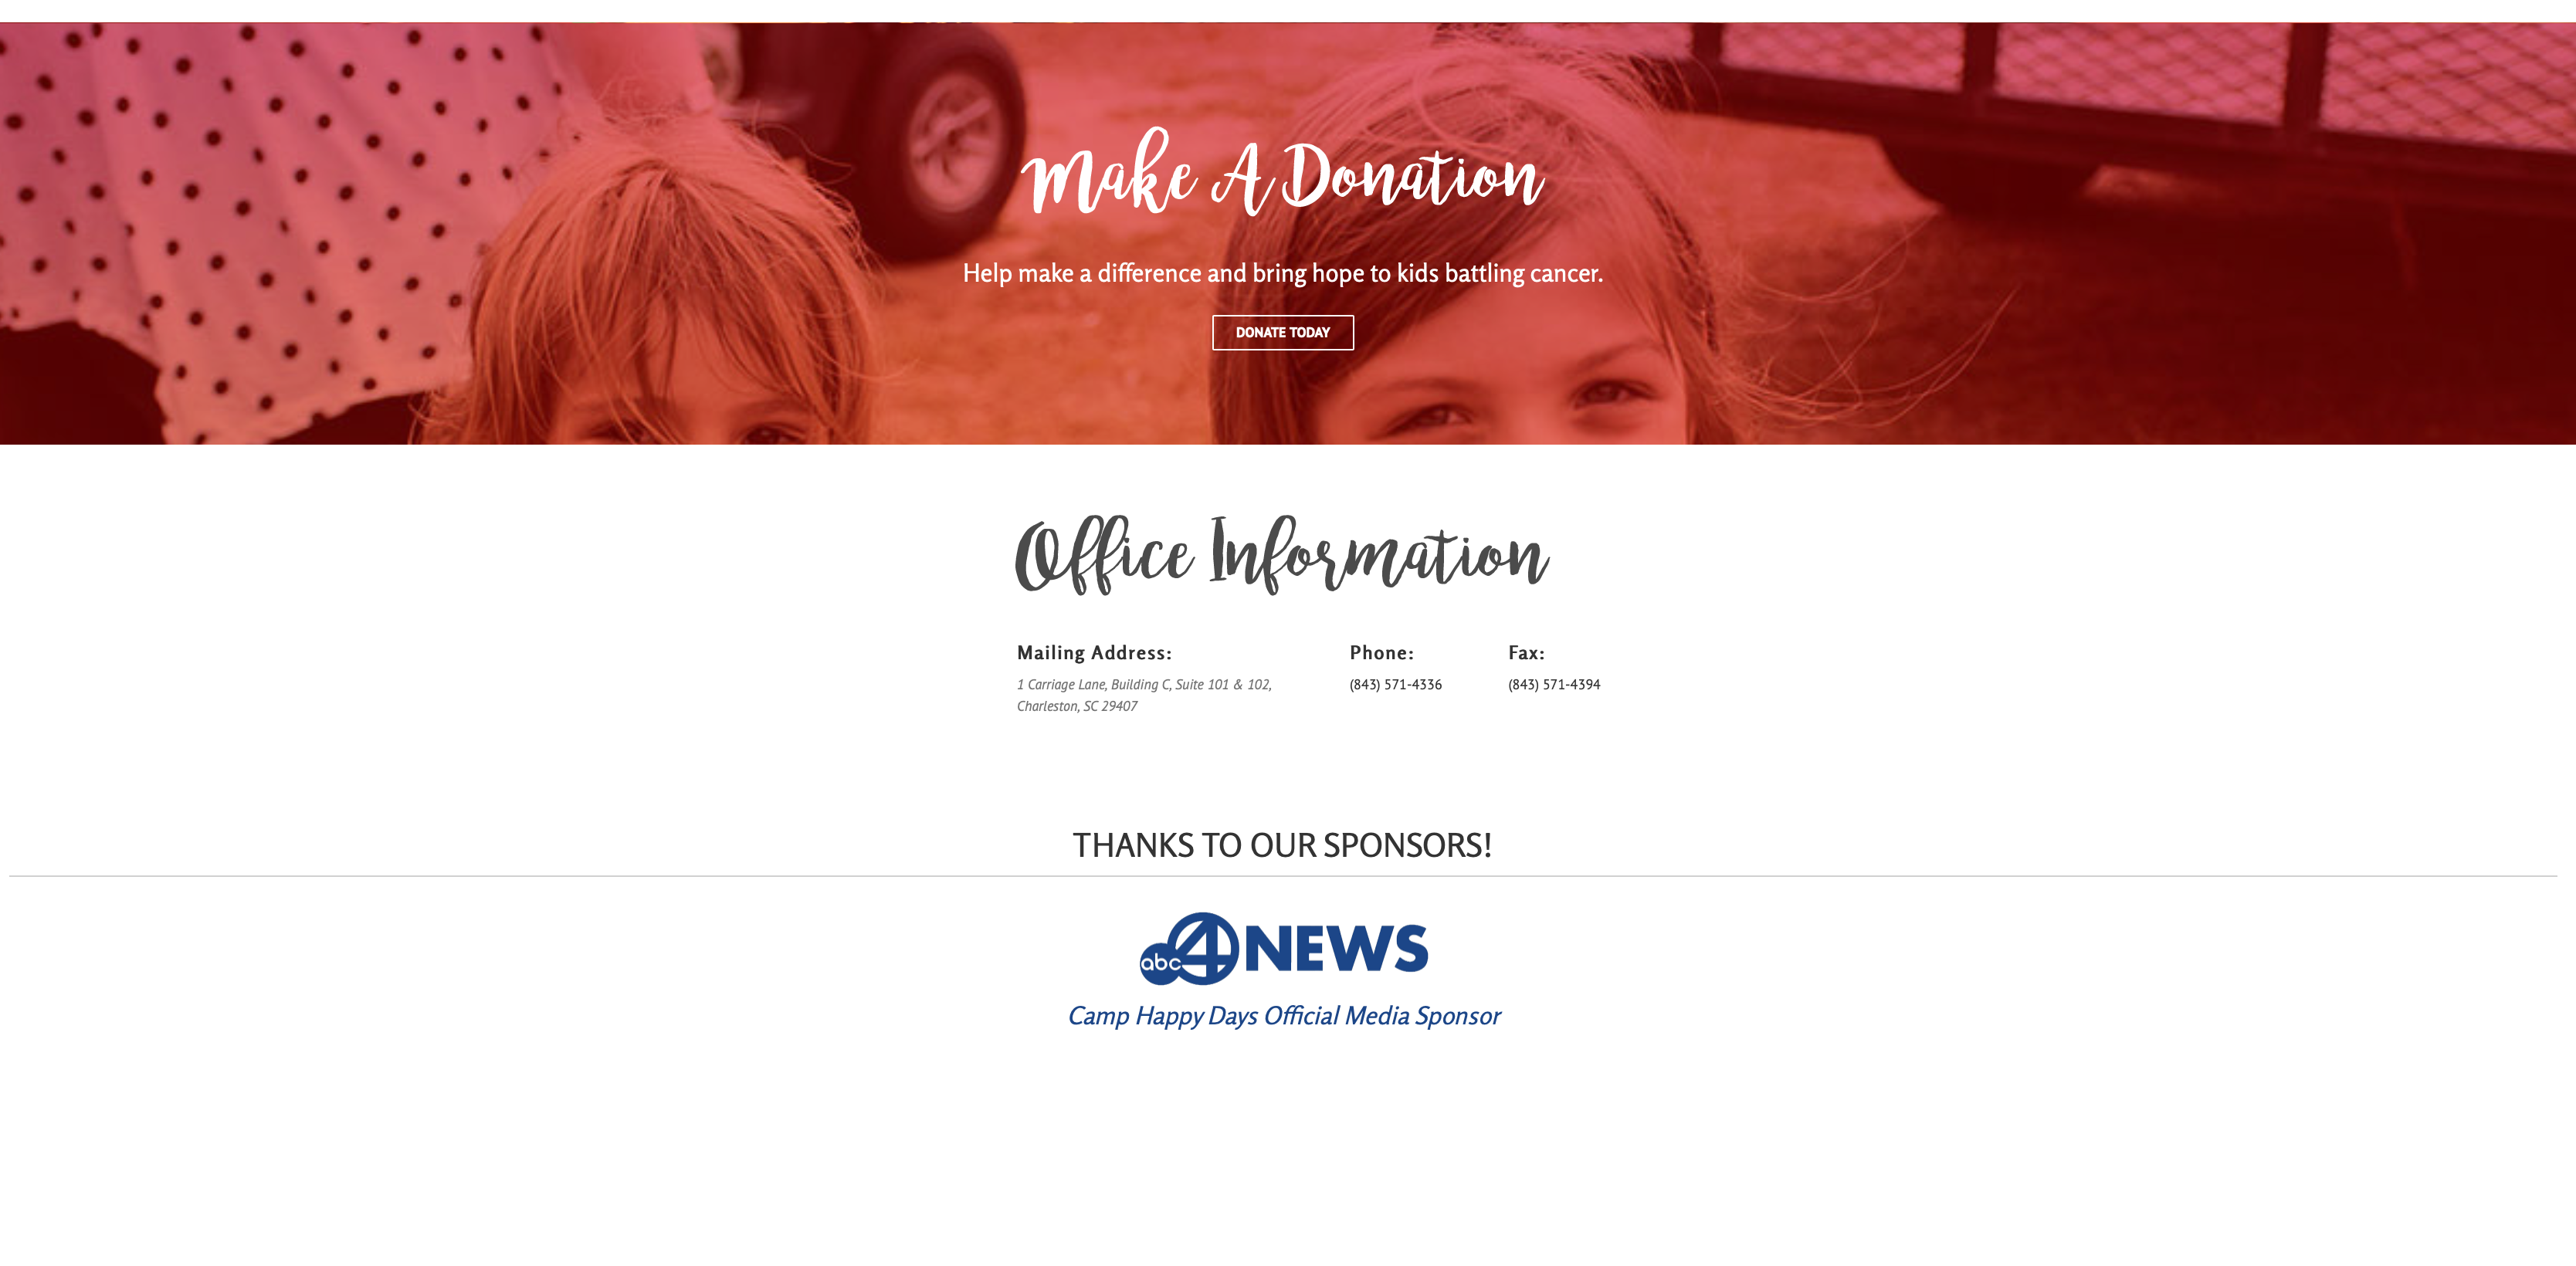 Make A Donation
Help make a difference and bring hope to kids battling cancer.
DONATE TODAY
Office Information
Mailing Address:
1 Carriage Lane, Building C, Suite 101 & 102,
Charleston, SC 29407
Phone:
(843) 571-4336
Fax:
(843) 571-4394
THANKS TO OUR SPONSORS!
abc 4 NEWS
Camp Happy Days Official Media Sponsor